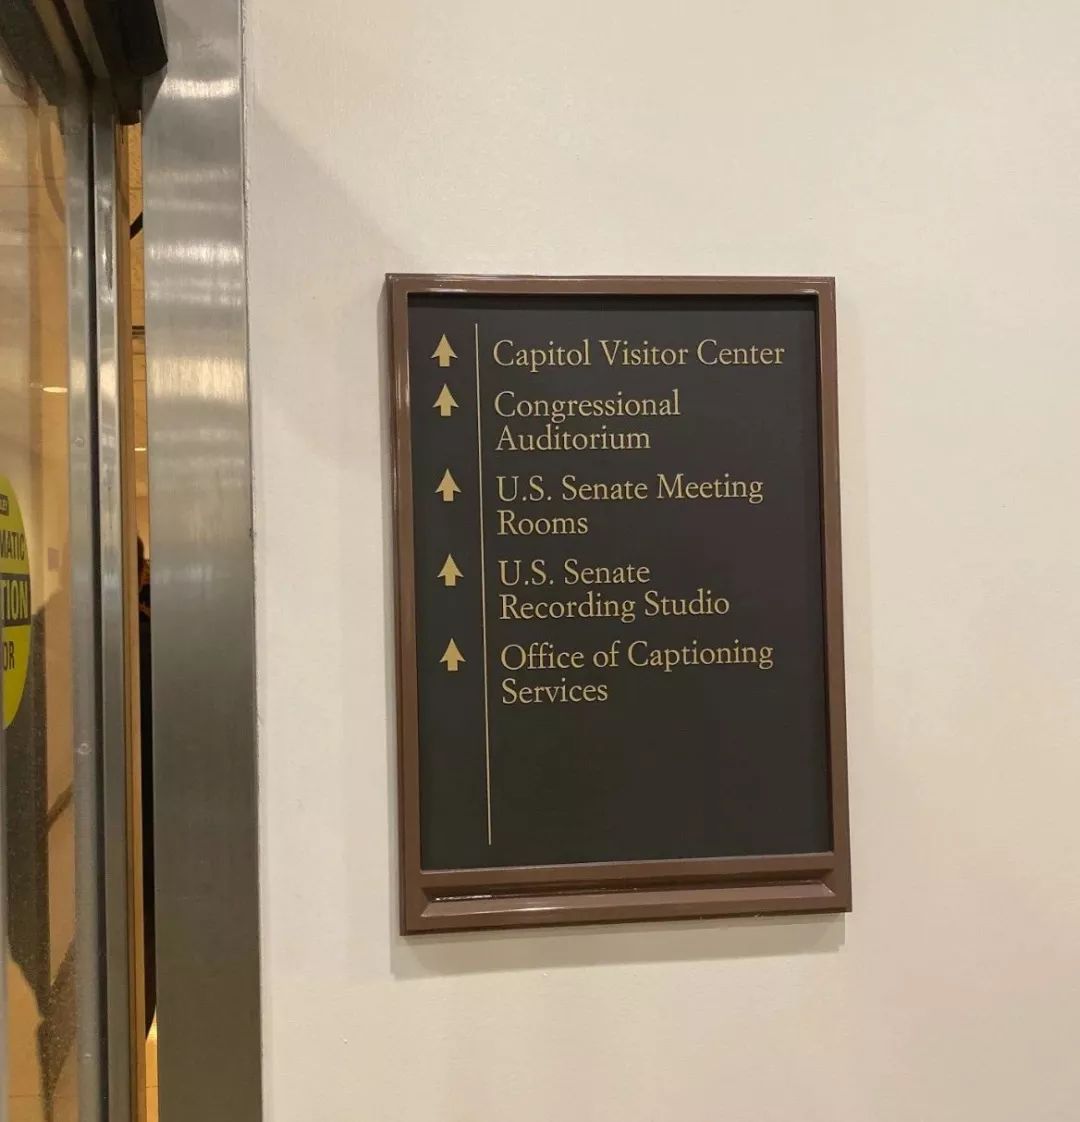 Capitol Visitor Center
Congressional
Auditorium
U.S. Senate Meeting
Rooms
U.S. Senate
Recording Studio
Office of Captioning
Services